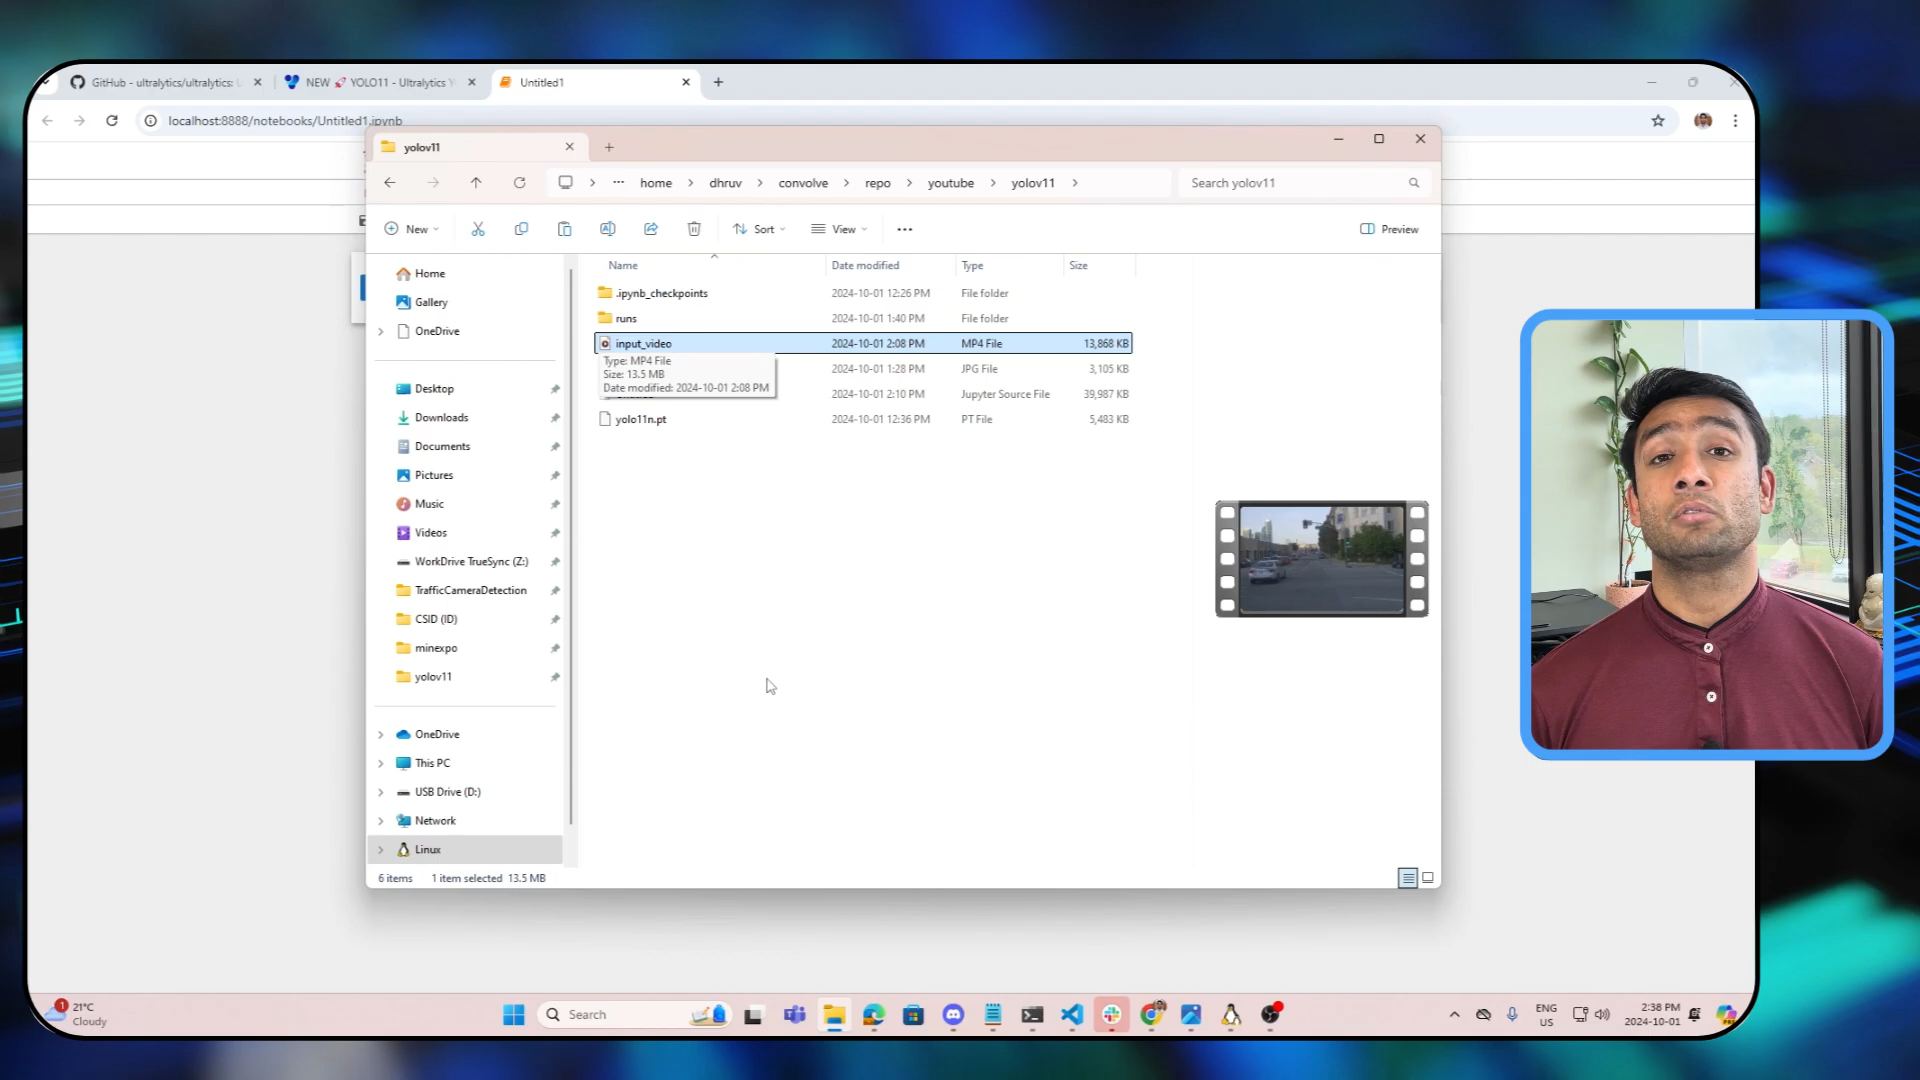 GitHub - ultralytics/ultralytics: U
NEW 🚀 YOLO11 - Ultralytics Y
Untitled1
localhost:8888/notebooks/Untitled1.ipynb
yolov11
home > dhruv > convolve > repo > youtube > yolov11 >
Search yolov11
New
Sort
View
Preview
Name Date modified Type Size
.ipynb_checkpoints 2024-10-01 12:26 PM File folder
runs 2024-10-01 1:40 PM File folder
input_video 2024-10-01 2:08 PM MP4 File 13,868 KB
Type: MP4 File
Size: 13.5 MB
Date modified: 2024-10-01 2:08 PM
2024-10-01 1:28 PM JPG File 3,105 KB
2024-10-01 2:10 PM Jupyter Source File 39,987 KB
yolo11n.pt 2024-10-01 12:36 PM PT File 5,483 KB
Home
Gallery
OneDrive
Desktop
Downloads
Documents
Pictures
Music
Videos
WorkDrive TrueSync (Z:)
TrafficCameraDetection
CSID (ID)
minexpo
yolov11
OneDrive
This PC
USB Drive (D:)
Network
Linux
6 items 1 item selected 13.5 MB
1
21°C
Cloudy
Search
ENG
US
2:38 PM
2024-10-01